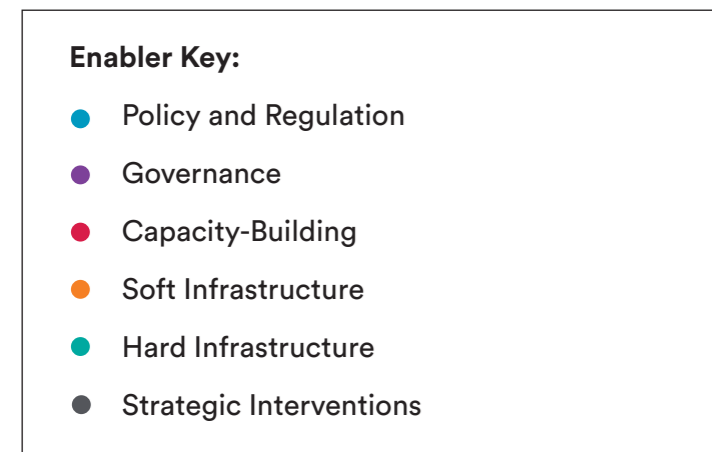 Enabler Key:
Policy and Regulation
Governance
Capacity-Building
Soft Infrastructure
Hard Infrastructure
Strategic Interventions